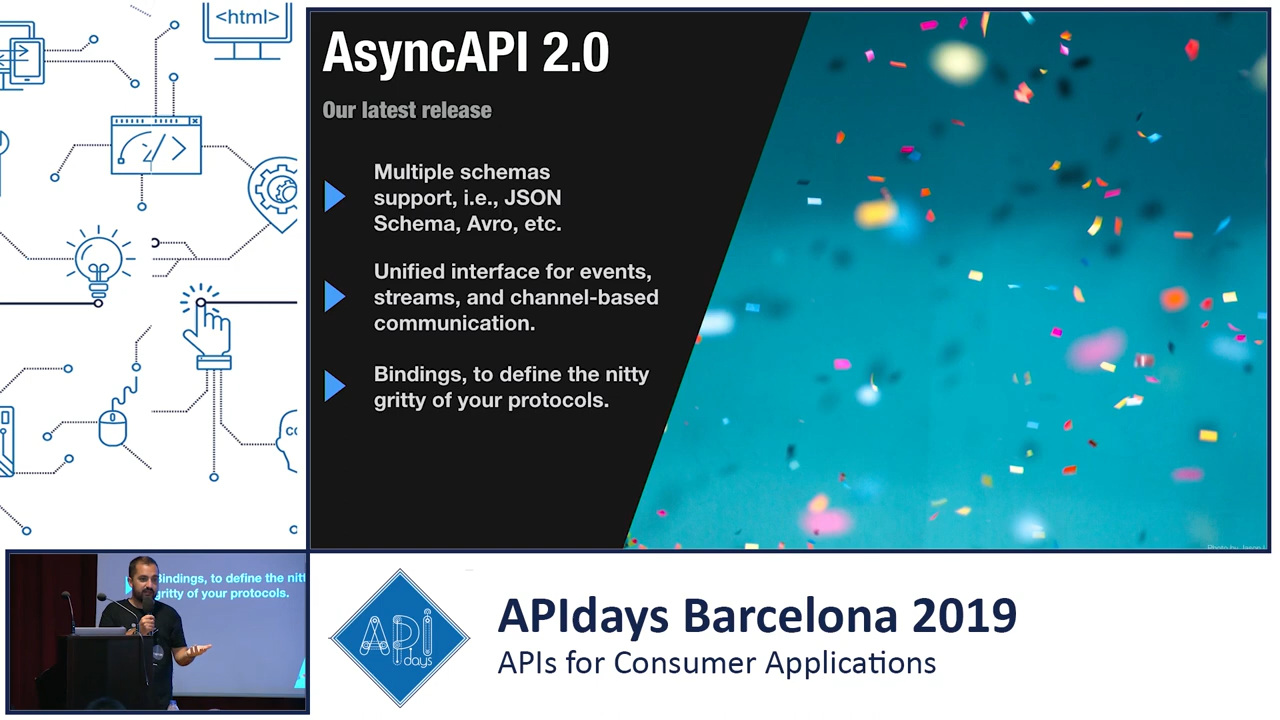 <html>
AsyncAPI 2.0
Our latest release
Multiple schemas
support, i.e., JSON
Schema, Avro, etc.
Unified interface for events,
streams, and channel-based
communication.
Bindings, to define the nitty
gritty of your protocols.
Bindings, to define the nitt
gritty of your protocols.
API
days
APIdays Barcelona 2019
APIs for Consumer Applications